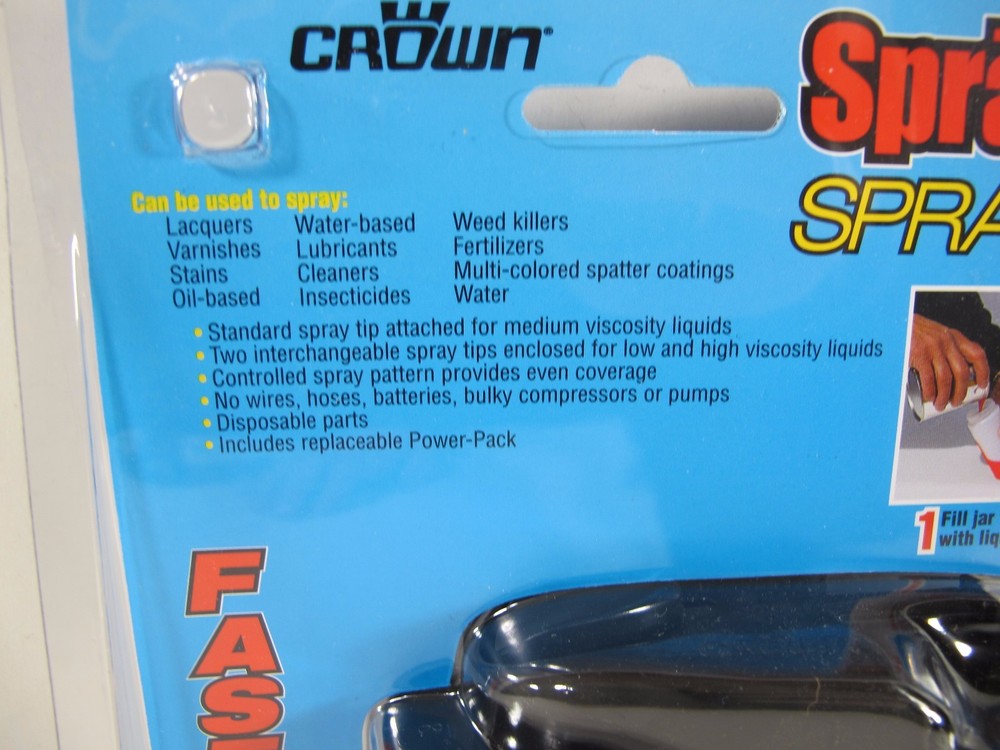 CROWN®
Can be used to spray:
Lacquers Water-based Weed killers
Varnishes Lubricants Fertilizers
Stains Cleaners Multi-colored spatter coatings
Oil-based Insecticides Water
• Standard spray tip attached for medium viscosity liquids
• Two interchangeable spray tips enclosed for low and high viscosity liquids
• Controlled spray pattern provides even coverage
• No wires, hoses, batteries, bulky compressors or pumps
• Disposable parts
• Includes replaceable Power-Pack
Spra
SPRA
1 Fill jar
with liq
FAS